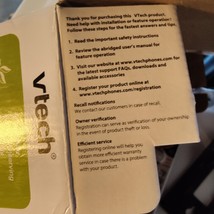 Thank you for purchasing this VTech product.
Need help with installation or feature operation?
Follow these steps for the fastest answers.
1. Read the important safety instructions
2. Review the abridged user's manual for
feature operation
3. Visit our website at www.vtechphones.com for
the latest support FAQs, downloads and
available accessories
4. Register your product online at
www.vtechphones.com/registration
Recall notifications
We contact our customers in case of recall.
Owner verification
Registration can serve as verification of your ownership
in the event of product theft or loss.
Efficient service
Registering online will help you
obtain more efficient warranty
service in case there is a problem
with your product.
vtech®